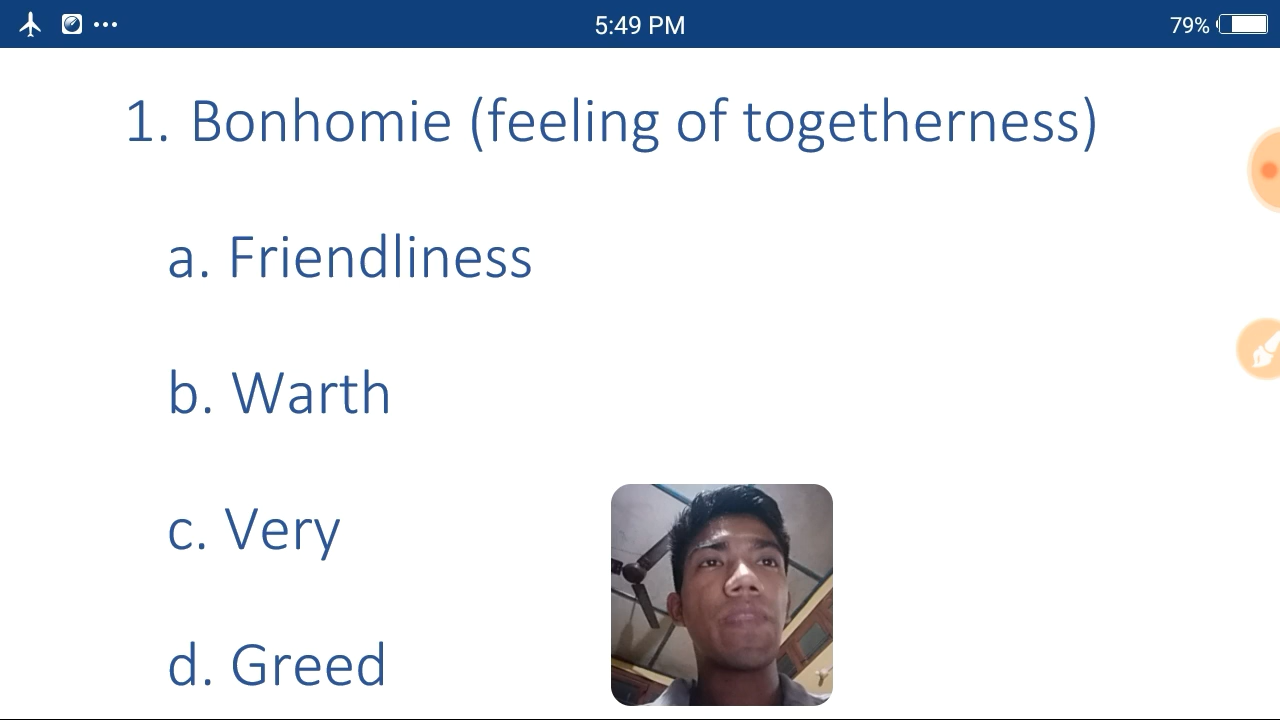 5:49 PM
79%
1. Bonhomie (feeling of togetherness)
a. Friendliness
b. Warth
c. Very
d. Greed